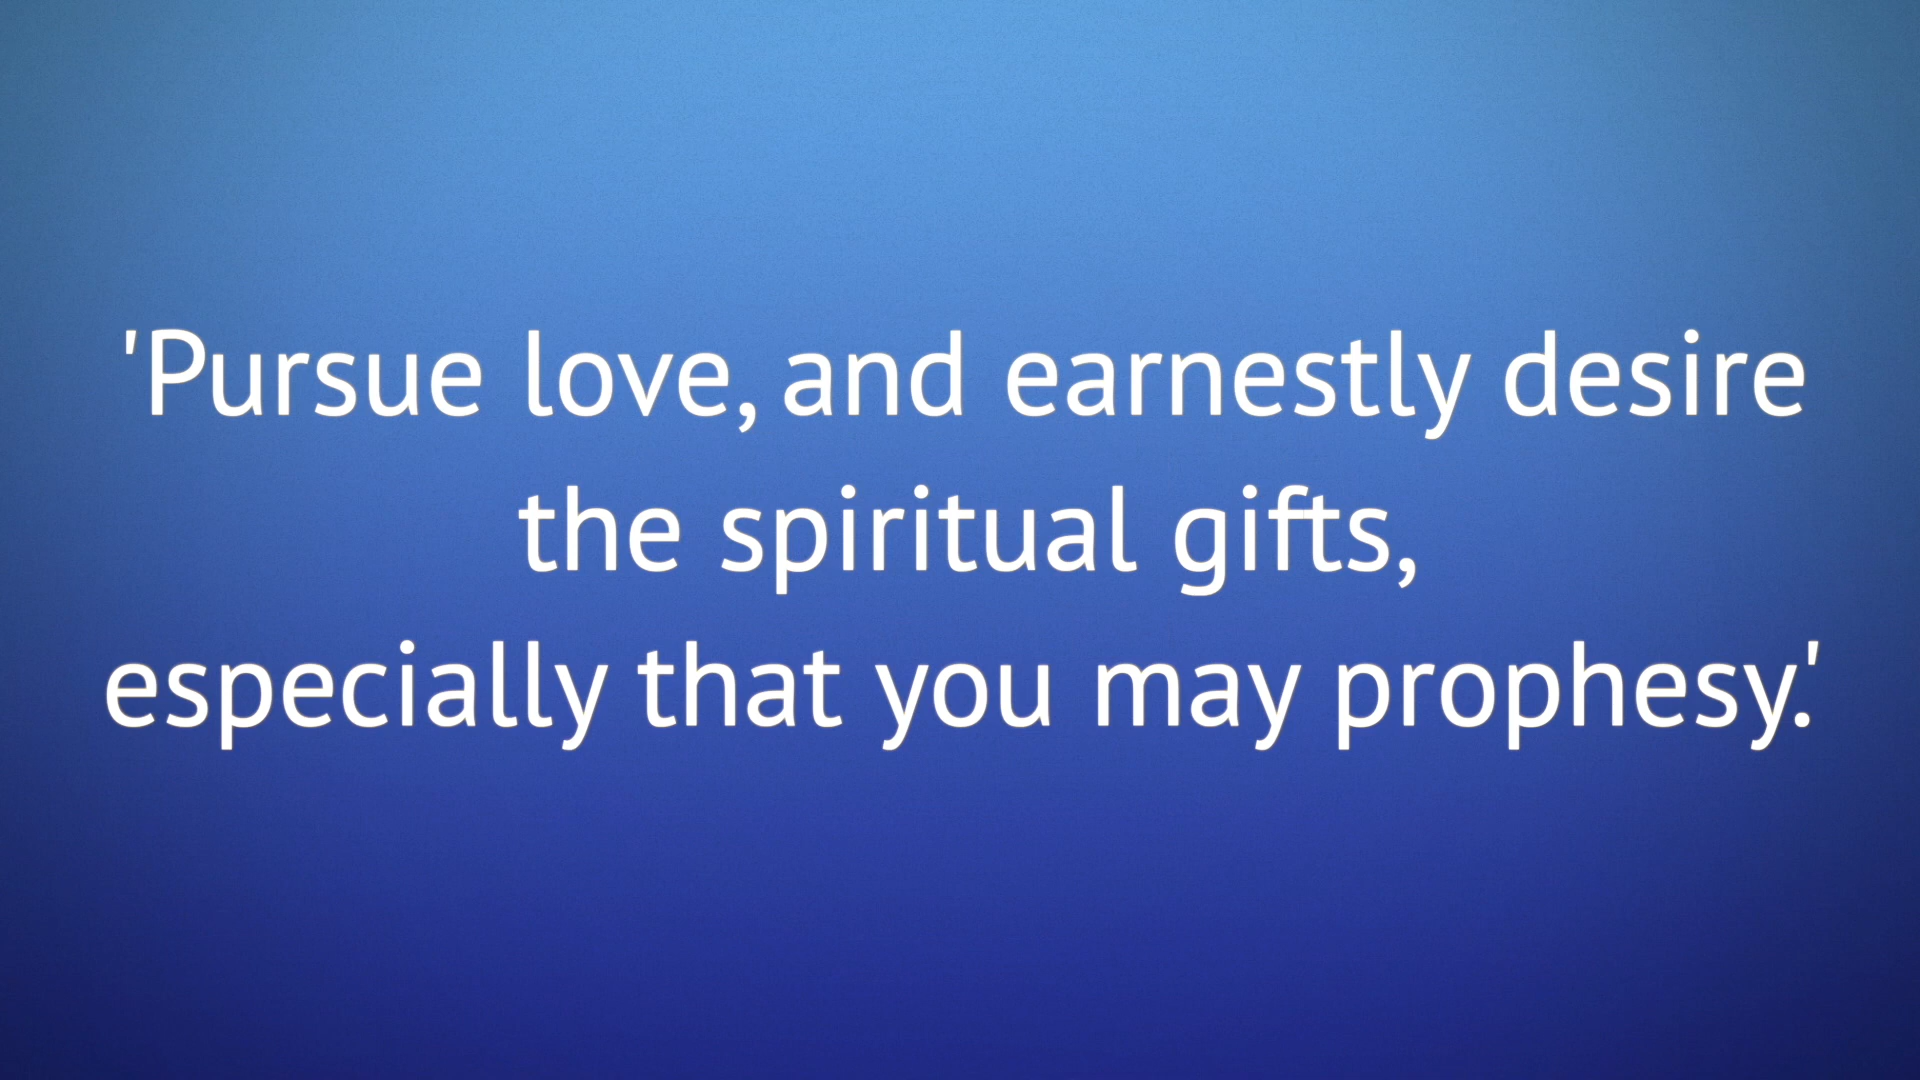 'Pursue love, and earnestly desire
the spiritual gifts,
especially that you may prophesy.'